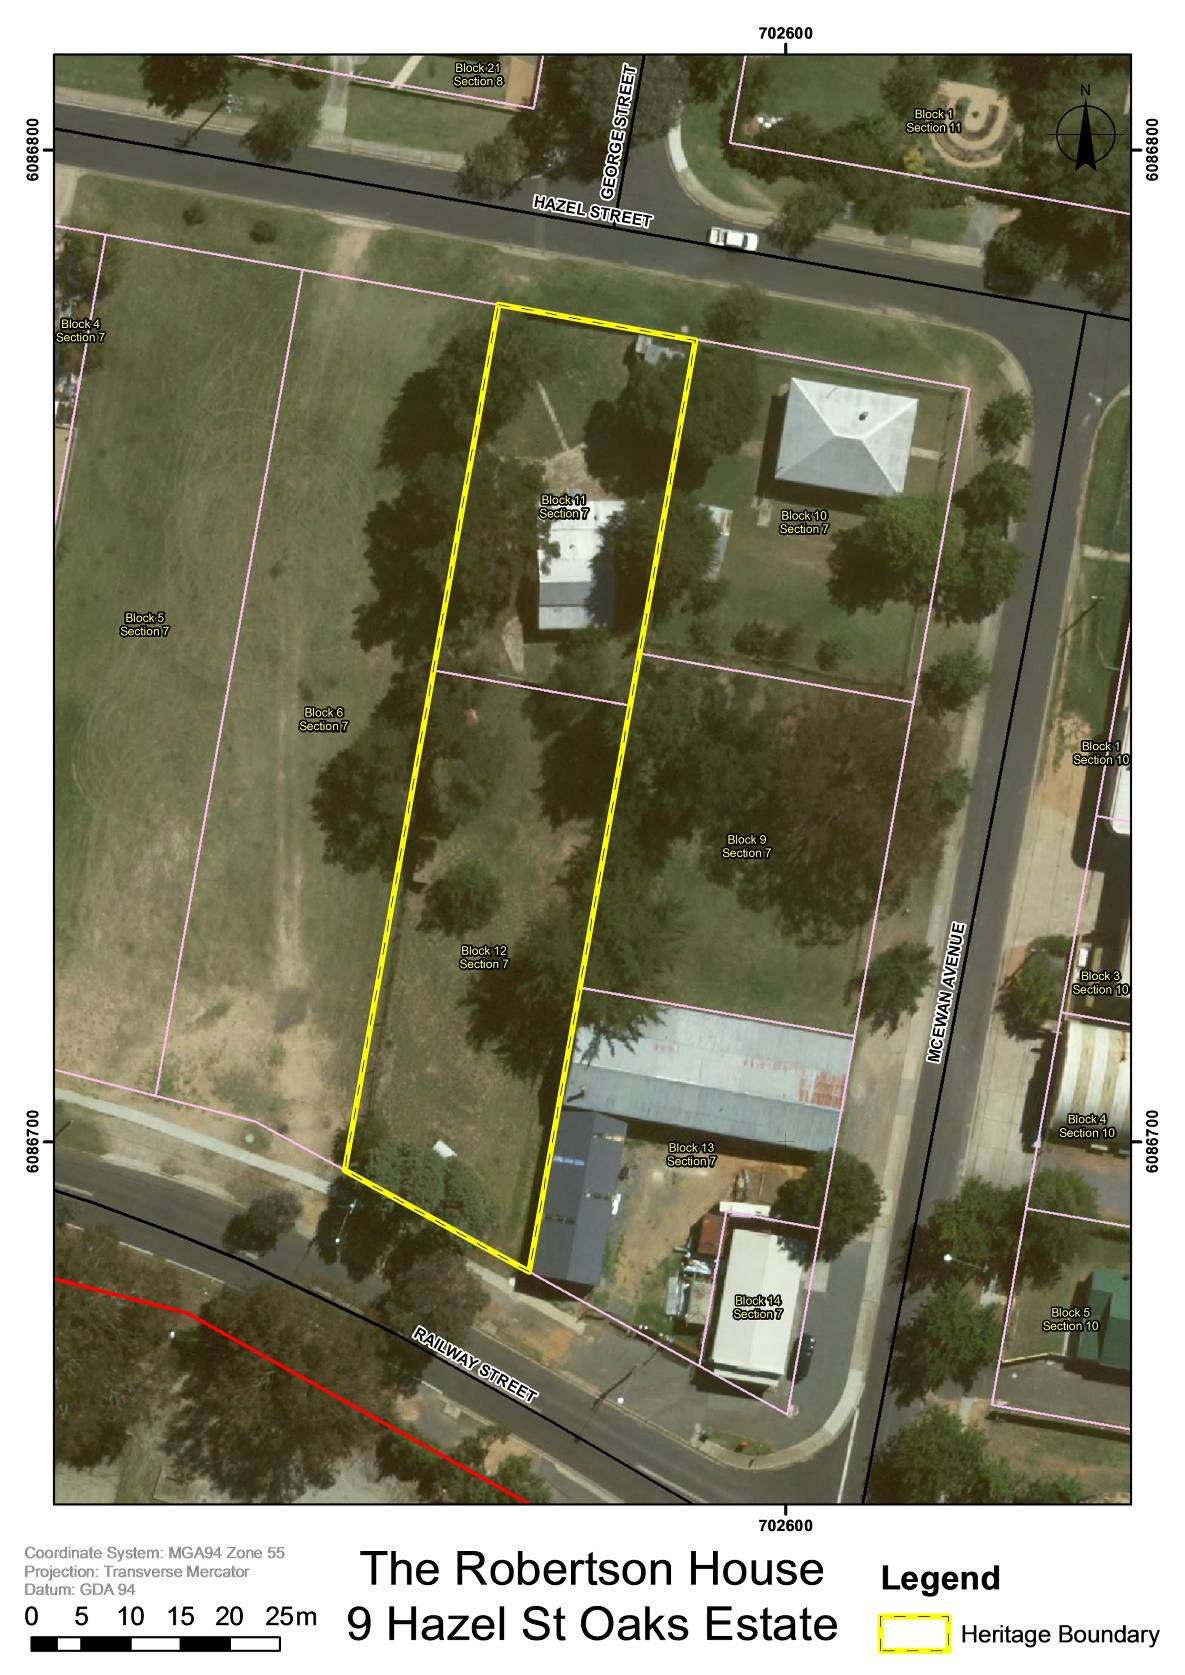 702600
6086800
6086800
Block 21
Section 8
GEORGE STREET
Block 1
Section 11
N
HAZEL STREET
Block 4
Section 7
Block 11
Section 7
Block 10
Section 7
Block 5
Section 7
Block 6
Section 7
Block 1
Section 10
Block 9
Section 7
Block 12
Section 7
MCEWAN AVENUE
Block 3
Section 10
6086700
6086700
Block 4
Section 10
Block 13
Section 7
Block 14
Section 7
Block 5
Section 10
RAILWAY STREET
702600
Coordinate System: MGA94 Zone 55
Projection: Transverse Mercator
Datum: GDA 94
0 5 10 15 20 25m
The Robertson House
9 Hazel St Oaks Estate
Legend
Heritage Boundary